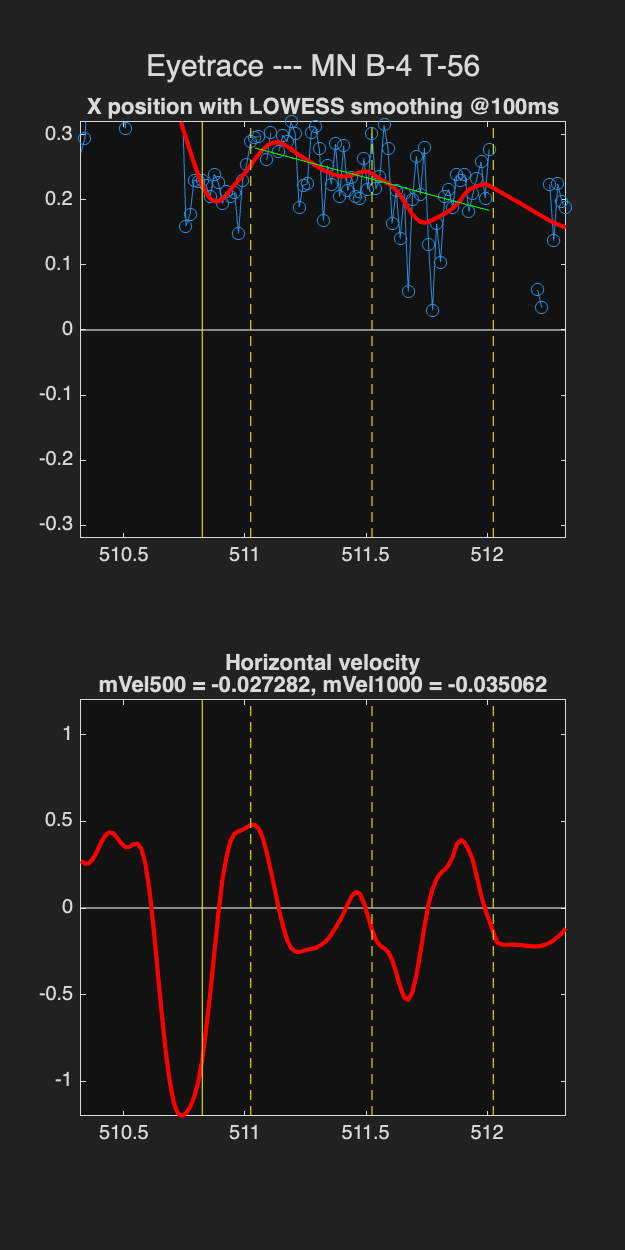 Eyetrace --- MN B-4 T-56
X position with LOWESS smoothing @100ms
0.3
0.2
0.1
0
-0.1
-0.2
-0.3
510.5 511 511.5 512
Horizontal velocity
mVel500 = -0.027282, mVel1000 = -0.035062
1
0.5
0
-0.5
-1
510.5 511 511.5 512